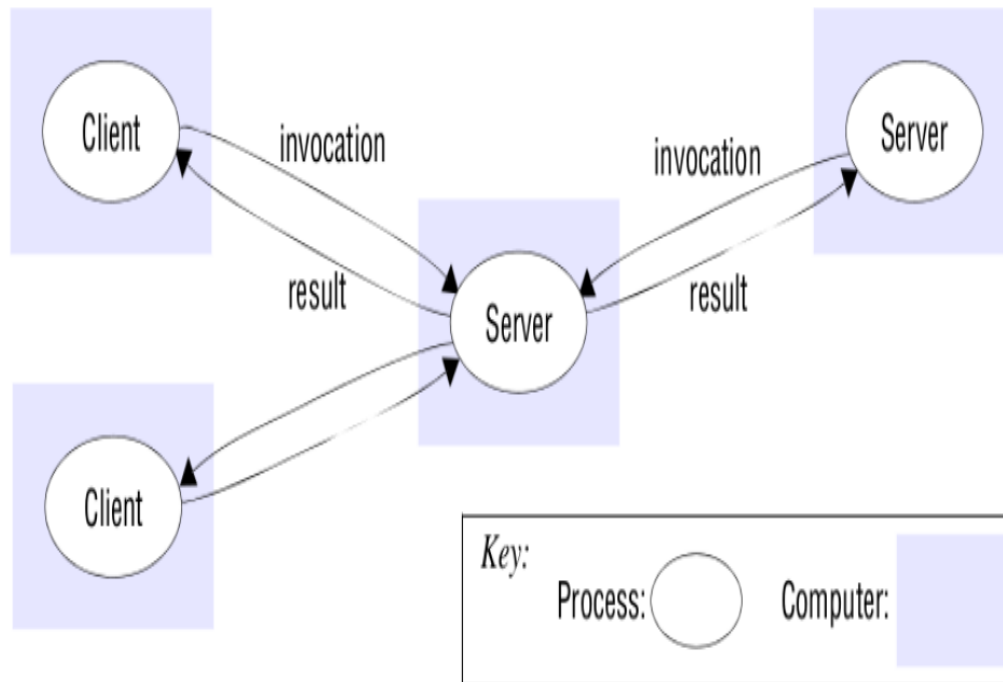 Client
invocation
invocation
Server
result
Server
result
Client
Key:
Process:
Computer: